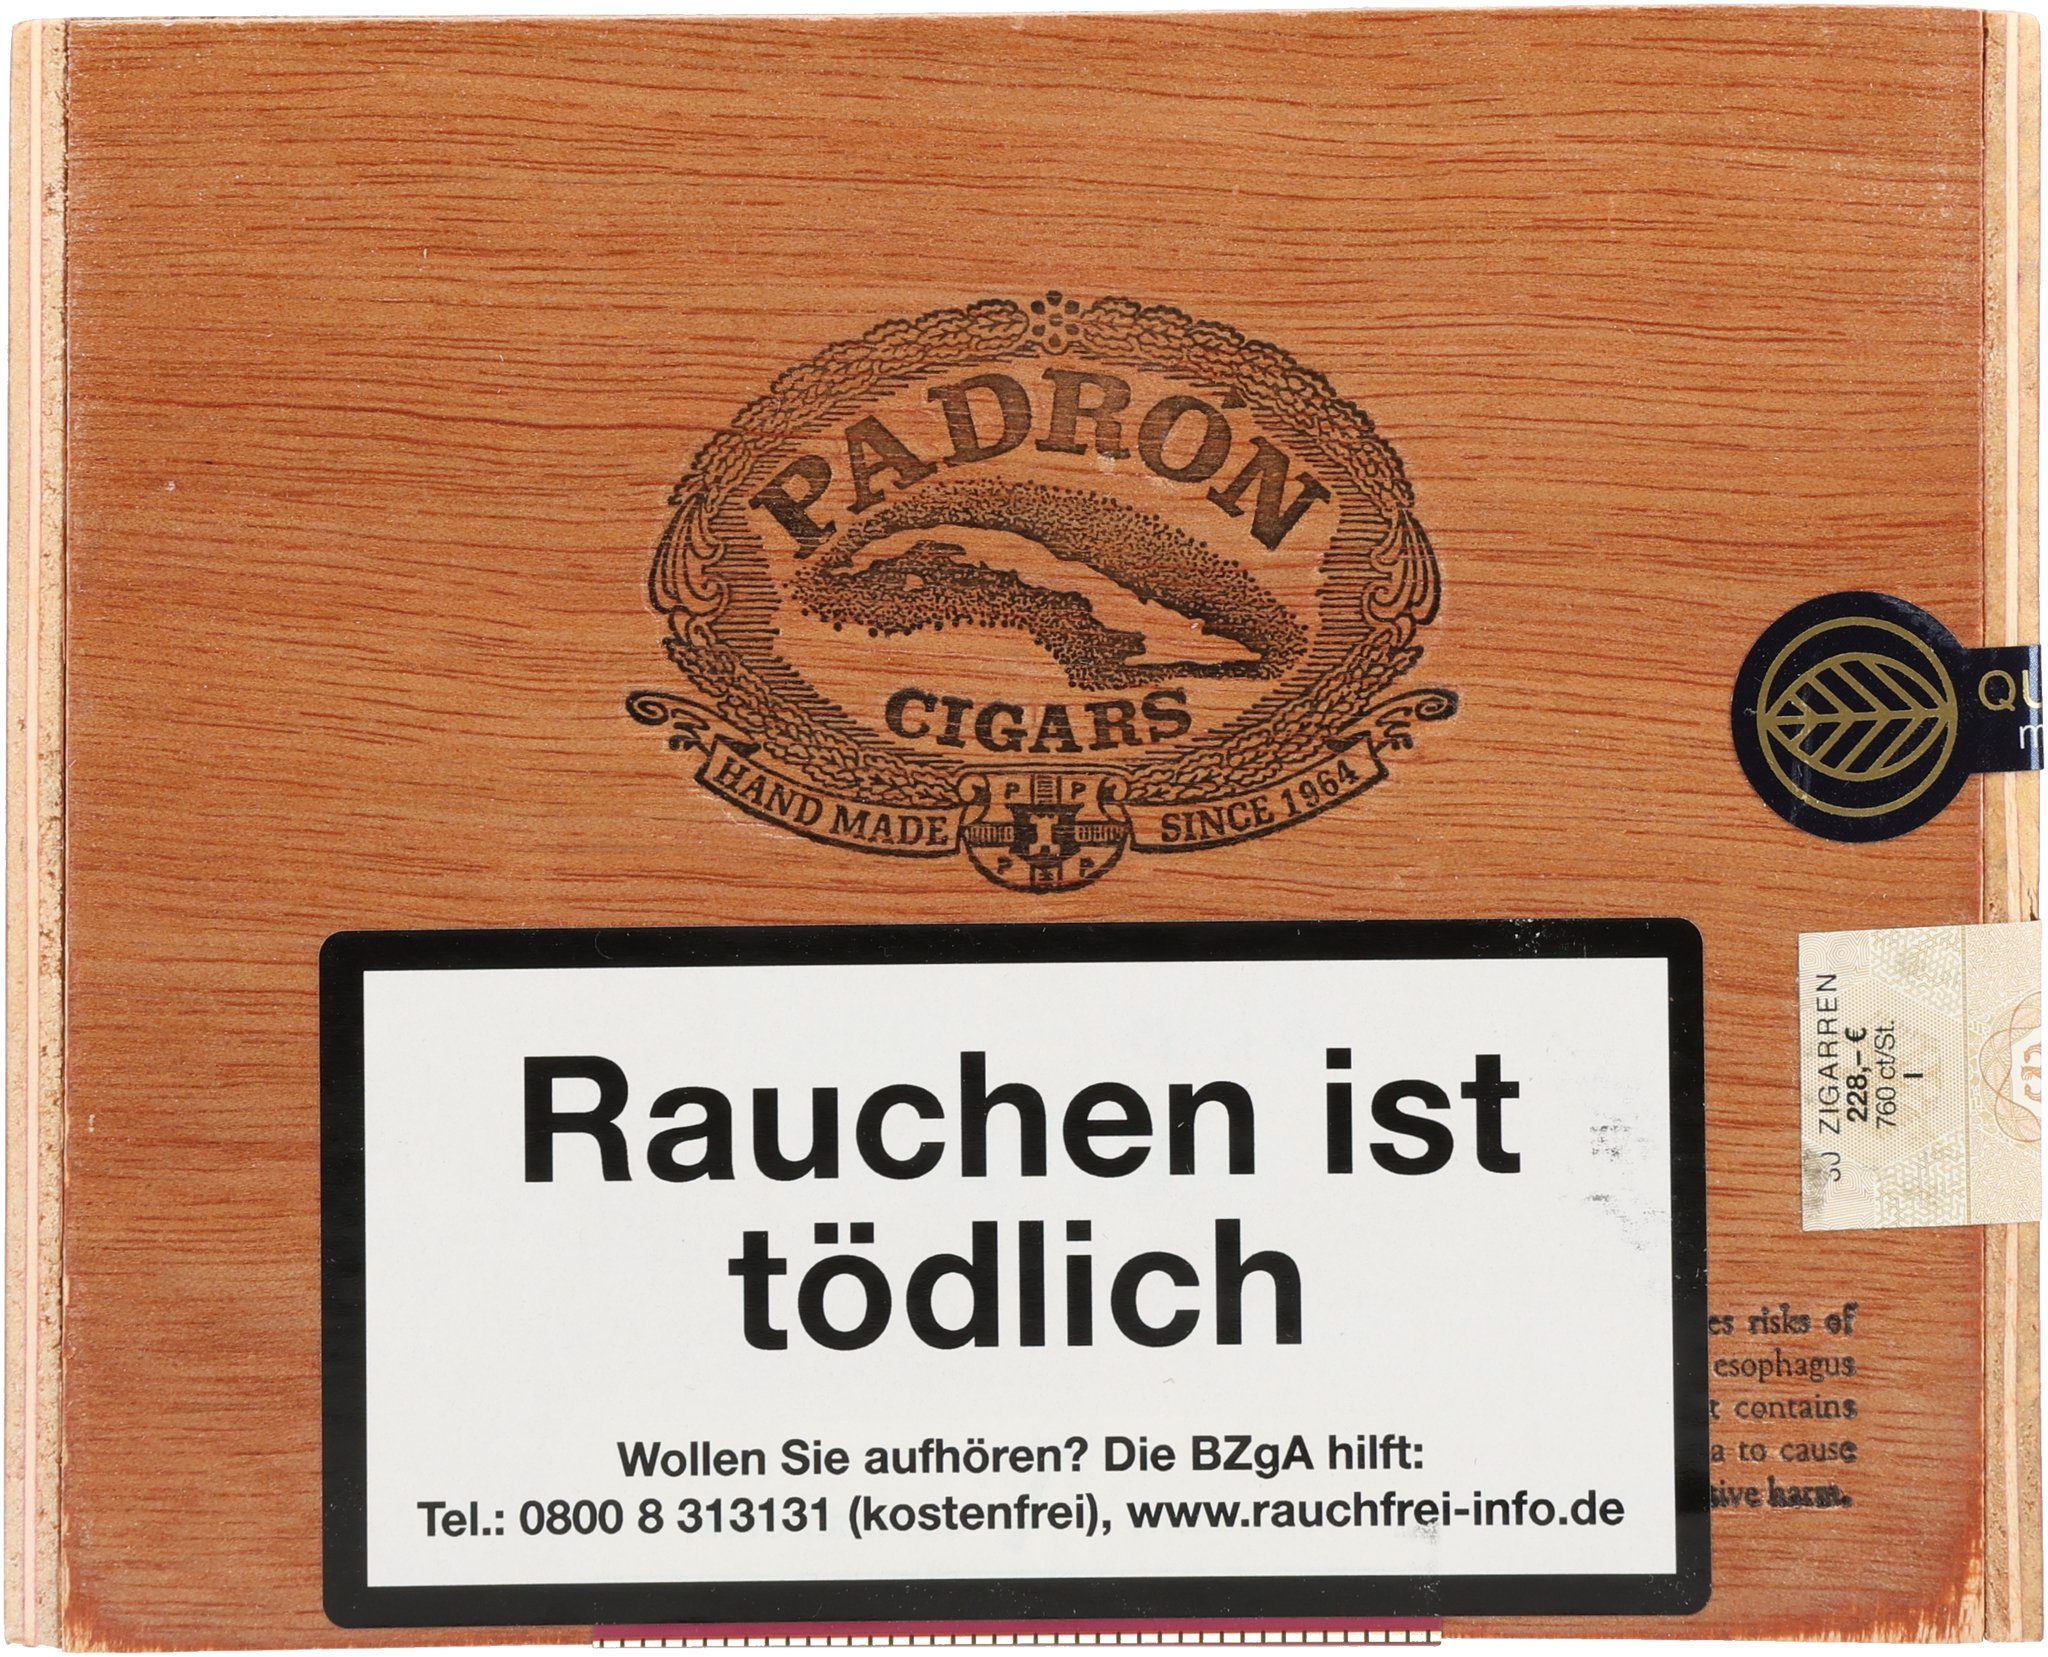 PADRÓN
CIGARS
HAND MADE
SINCE 1964
P P
P P
Rauchen ist
tödlich
Wollen Sie aufhören? Die BZgA hilft:
Tel.: 0800 8 313131 (kostenfrei), www.rauchfrei-info.de
ZIGARREN
228,– €
760 ct/St.
I
risks of
esophagus
contains
to cause
harm.